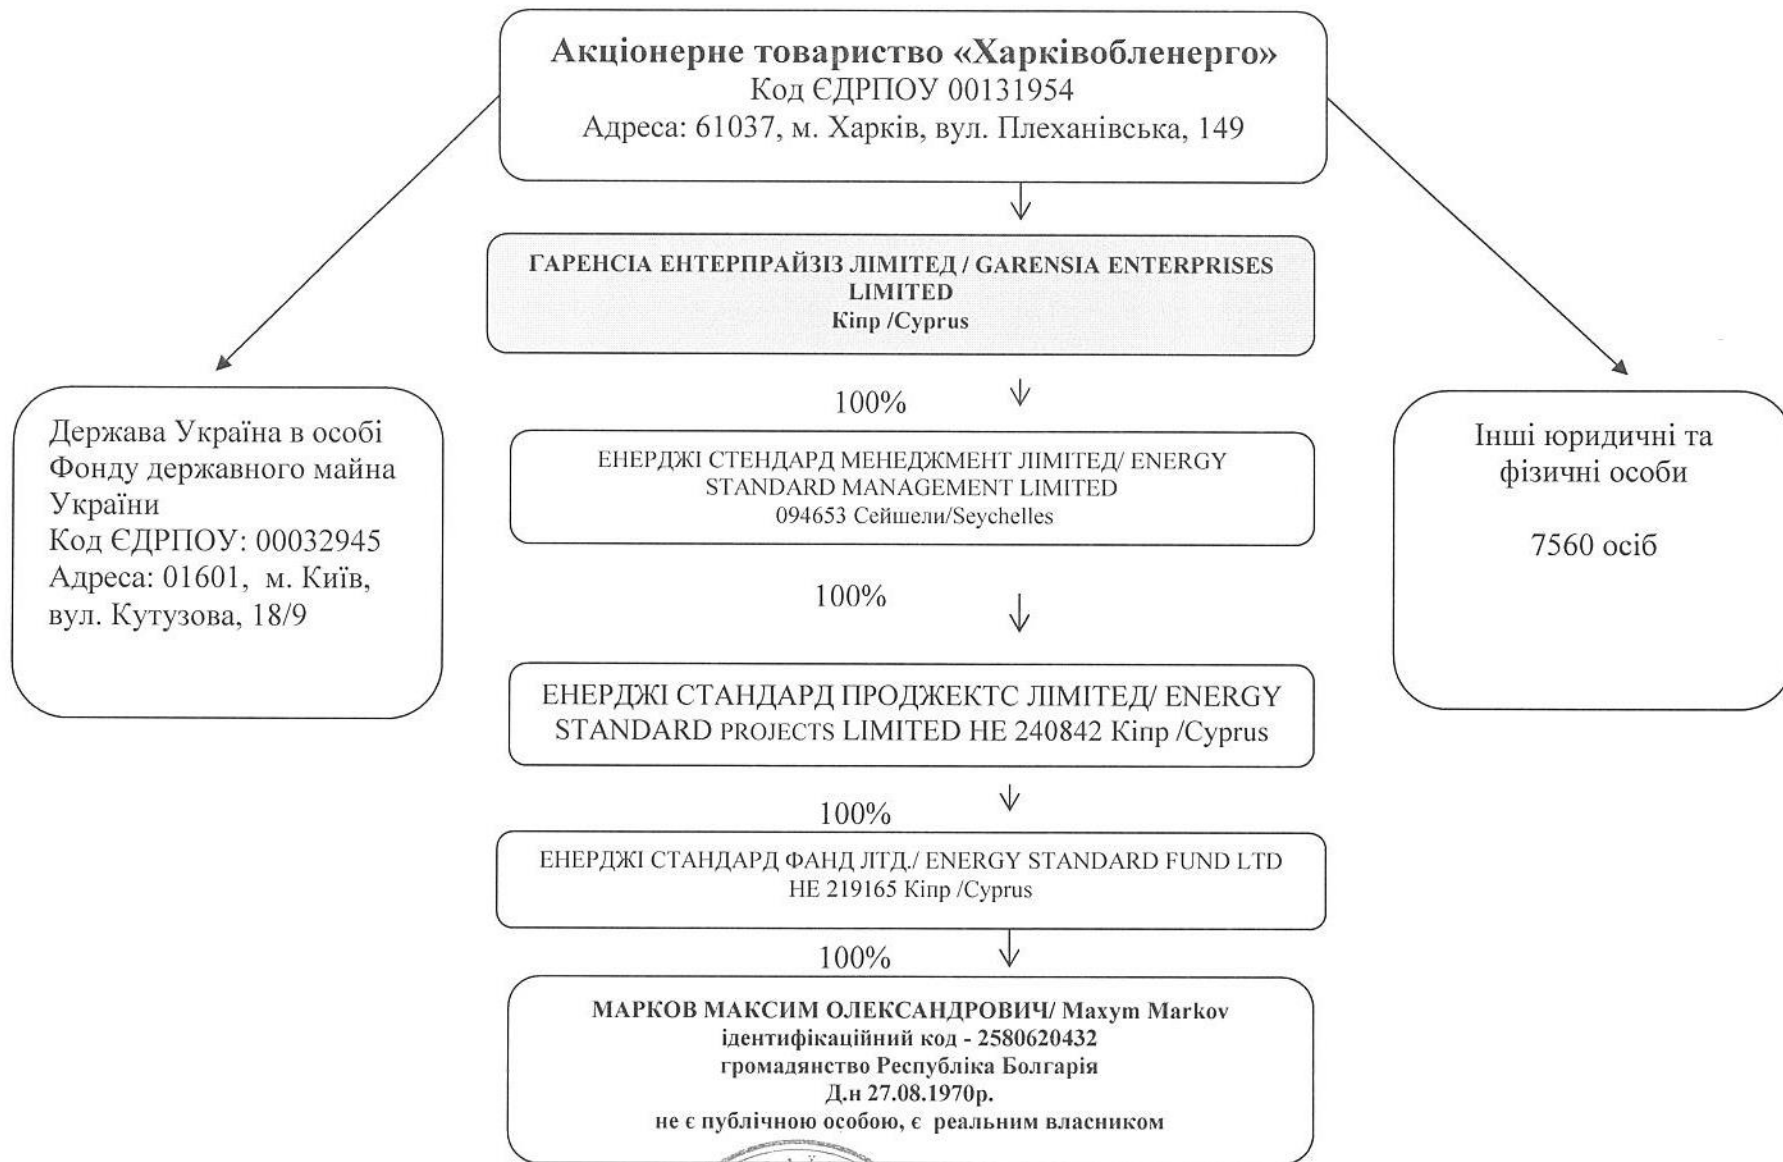 Акціонерне товариство «Харківобленерго»
Код ЄДРПОУ 00131954
Адреса: 61037, м. Харків, вул. Плеханівська, 149
ГАРЕНСІА ЕНТЕРПРАЙЗІЗ ЛІМІТЕД / GARENSIA ENTERPRISES
LIMITED
Кіпр /Cyprus
100%
ЕНЕРДЖІ СТЕНДАРД МЕНЕДЖМЕНТ ЛІМІТЕД/ ENERGY
STANDARD MANAGEMENT LIMITED
094653 Сейшели/Seychelles
100%
ЕНЕРДЖІ СТАНДАРД ПРОДЖЕКТС ЛІМІТЕД/ ENERGY
STANDARD PROJECTS LIMITED HE 240842 Кіпр /Cyprus
100%
ЕНЕРДЖІ СТАНДАРД ФАНД ЛТД./ ENERGY STANDARD FUND LTD
HE 219165 Кіпр /Cyprus
100%
МАРКОВ МАКСИМ ОЛЕКСАНДРОВИЧ/ Maxym Markov
ідентифікаційний код - 2580620432
громадянство Республіка Болгарія
Д.н 27.08.1970р.
не є публічною особою, є реальним власником
Держава Україна в особі
Фонду державного майна
України
Код ЄДРПОУ: 00032945
Адреса: 01601, м. Київ,
вул. Кутузова, 18/9
Інші юридичні та
фізичні особи
7560 осіб